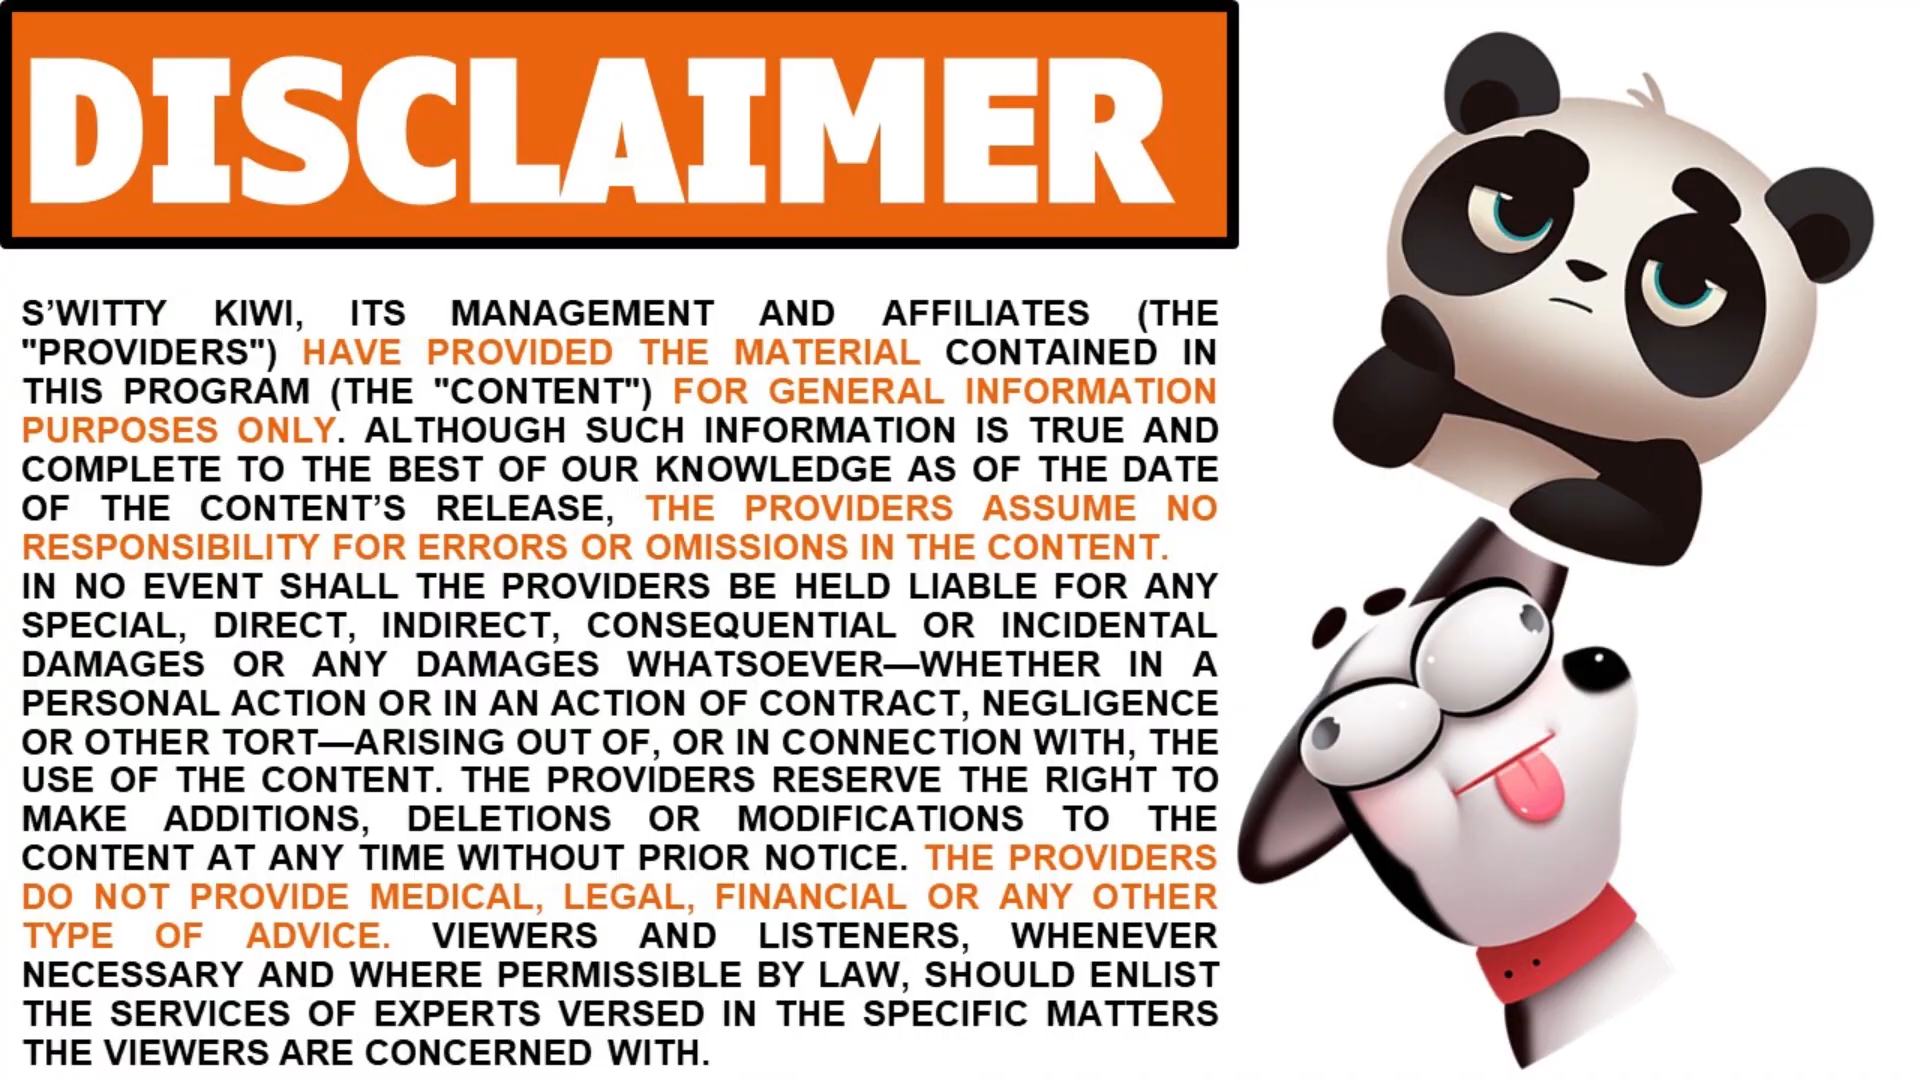 DISCLAIMER
S’WITTY KIWI, ITS MANAGEMENT AND AFFILIATES (THE
"PROVIDERS") HAVE PROVIDED THE MATERIAL CONTAINED IN
THIS PROGRAM (THE "CONTENT") FOR GENERAL INFORMATION
PURPOSES ONLY. ALTHOUGH SUCH INFORMATION IS TRUE AND
COMPLETE TO THE BEST OF OUR KNOWLEDGE AS OF THE DATE
OF THE CONTENT’S RELEASE, THE PROVIDERS ASSUME NO
RESPONSIBILITY FOR ERRORS OR OMISSIONS IN THE CONTENT.
IN NO EVENT SHALL THE PROVIDERS BE HELD LIABLE FOR ANY
SPECIAL, DIRECT, INDIRECT, CONSEQUENTIAL OR INCIDENTAL
DAMAGES OR ANY DAMAGES WHATSOEVER—WHETHER IN A
PERSONAL ACTION OR IN AN ACTION OF CONTRACT, NEGLIGENCE
OR OTHER TORT—ARISING OUT OF, OR IN CONNECTION WITH, THE
USE OF THE CONTENT. THE PROVIDERS RESERVE THE RIGHT TO
MAKE ADDITIONS, DELETIONS OR MODIFICATIONS TO THE
CONTENT AT ANY TIME WITHOUT PRIOR NOTICE. THE PROVIDERS
DO NOT PROVIDE MEDICAL, LEGAL, FINANCIAL OR ANY OTHER
TYPE OF ADVICE. VIEWERS AND LISTENERS, WHENEVER
NECESSARY AND WHERE PERMISSIBLE BY LAW, SHOULD ENLIST
THE SERVICES OF EXPERTS VERSED IN THE SPECIFIC MATTERS
THE VIEWERS ARE CONCERNED WITH.